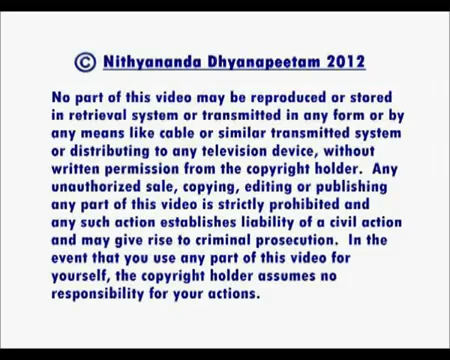 © Nithyananda Dhyanapeetam 2012
No part of this video may be reproduced or stored
in retrieval system or transmitted in any form or by
any means like cable or similar transmitted system
or distributing to any television device, without
written permission from the copyright holder. Any
unauthorized sale, copying, editing or publishing
any part of this video is strictly prohibited and
any such action establishes liability of a civil action
and may give rise to criminal prosecution. In the
event that you use any part of this video for
yourself, the copyright holder assumes no
responsibility for your actions.